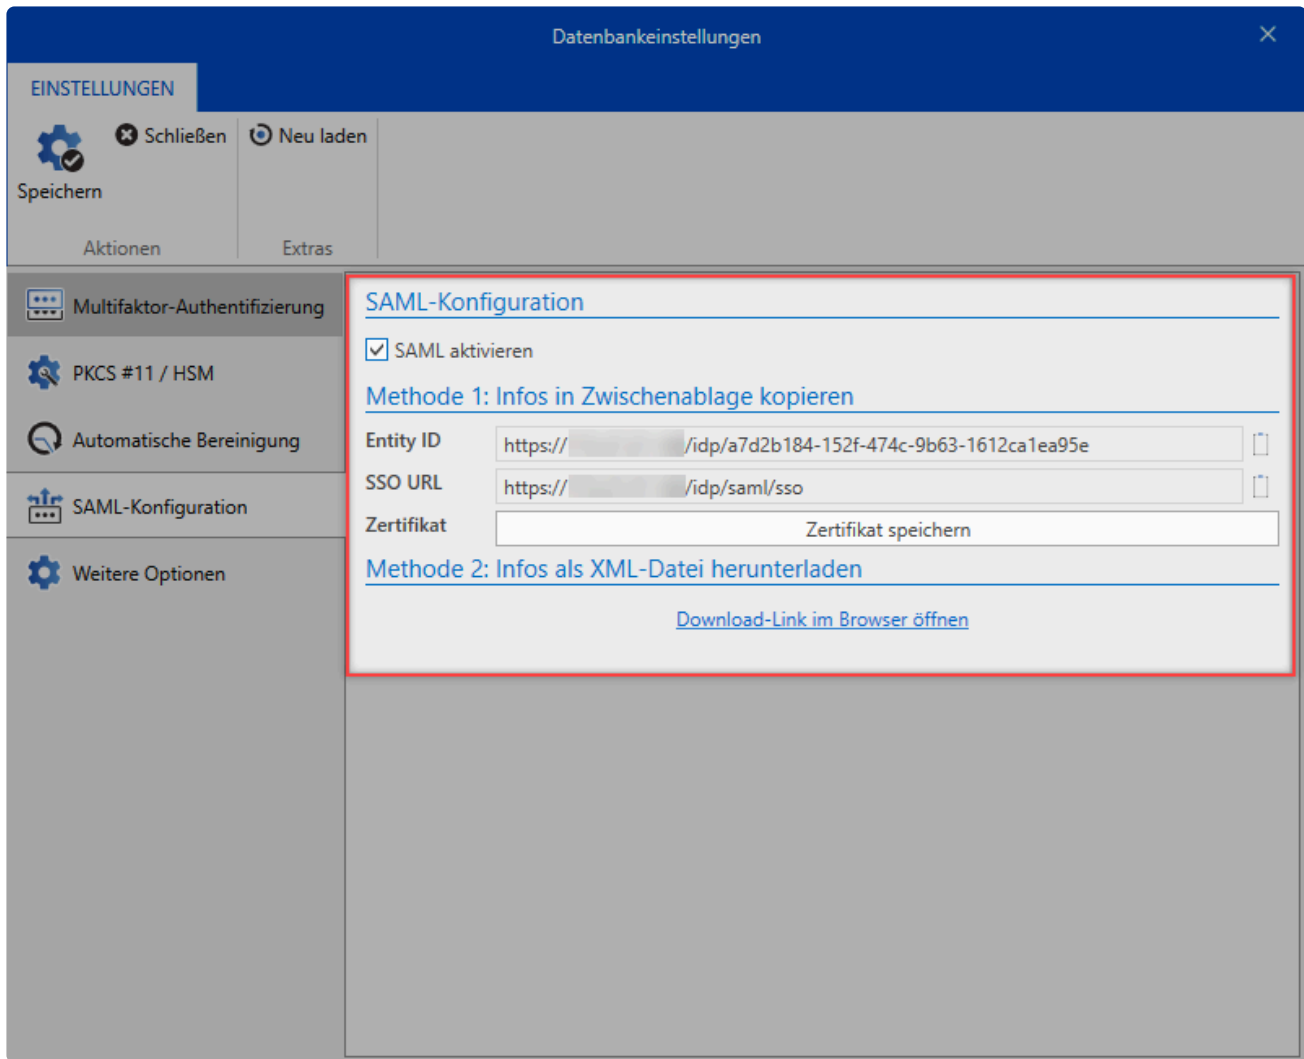 Datenbankeinstellungen
EINSTELLUNGEN
Speichern
Schließen
Neu laden
Aktionen
Extras
Multifaktor-Authentifizierung
PKCS #11 / HSM
Automatische Bereinigung
SAML-Konfiguration
Weitere Optionen
SAML-Konfiguration
SAML aktivieren
Methode 1: Infos in Zwischenablage kopieren
Entity ID https:// /idp/a7d2b184-152f-474c-9b63-1612ca1ea95e
SSO URL https:// /idp/saml/sso
Zertifikat Zertifikat speichern
Methode 2: Infos als XML-Datei herunterladen
Download-Link im Browser öffnen